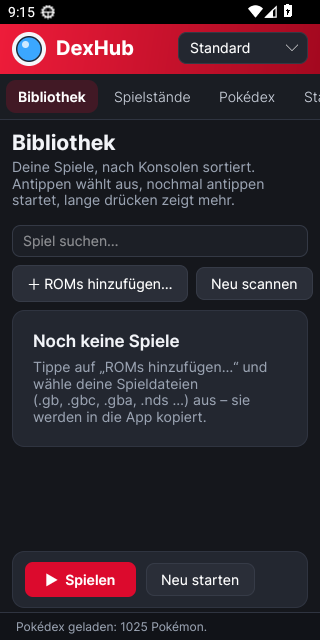 9:15
DexHub
Standard
Bibliothek
Spielstände
Pokédex
Sta
Bibliothek
Deine Spiele, nach Konsolen sortiert.
Antippen wählt aus, nochmal antippen
startet, lange drücken zeigt mehr.
Spiel suchen...
+ ROMs hinzufügen...
Neu scannen
Noch keine Spiele
Tippe auf „ROMs hinzufügen...“ und
wähle deine Spieldateien
(.gb, .gbc, .gba, .nds ...) aus – sie
werden in die App kopiert.
▶ Spielen
Neu starten
Pokédex geladen: 1025 Pokémon.